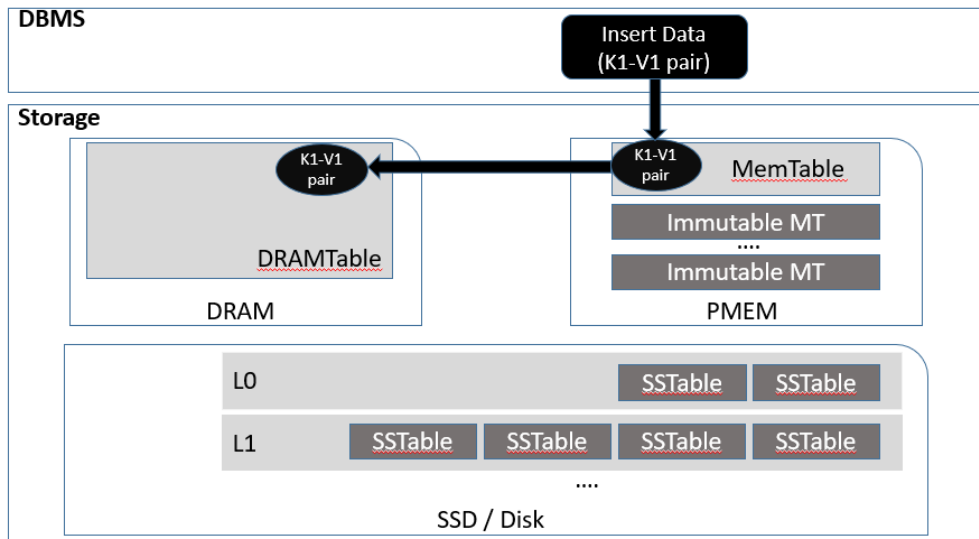 DBMS
Insert Data
(K1-V1 pair)
Storage
K1-V1
pair
DRAMTable
DRAM
K1-V1
pair
MemTable
Immutable MT
....
Immutable MT
PMEM
L0
SSTable
SSTable
L1
SSTable
SSTable
SSTable
SSTable
....
SSD / Disk